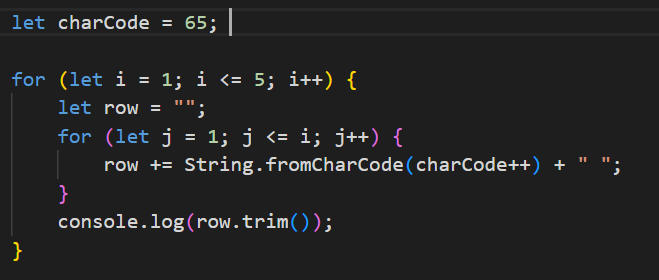 let charCode = 65;
for (let i = 1; i <= 5; i++) {
    let row = "";
    for (let j = 1; j <= i; j++) {
        row += String.fromCharCode(charCode++) + " ";
    }
    console.log(row.trim());
}